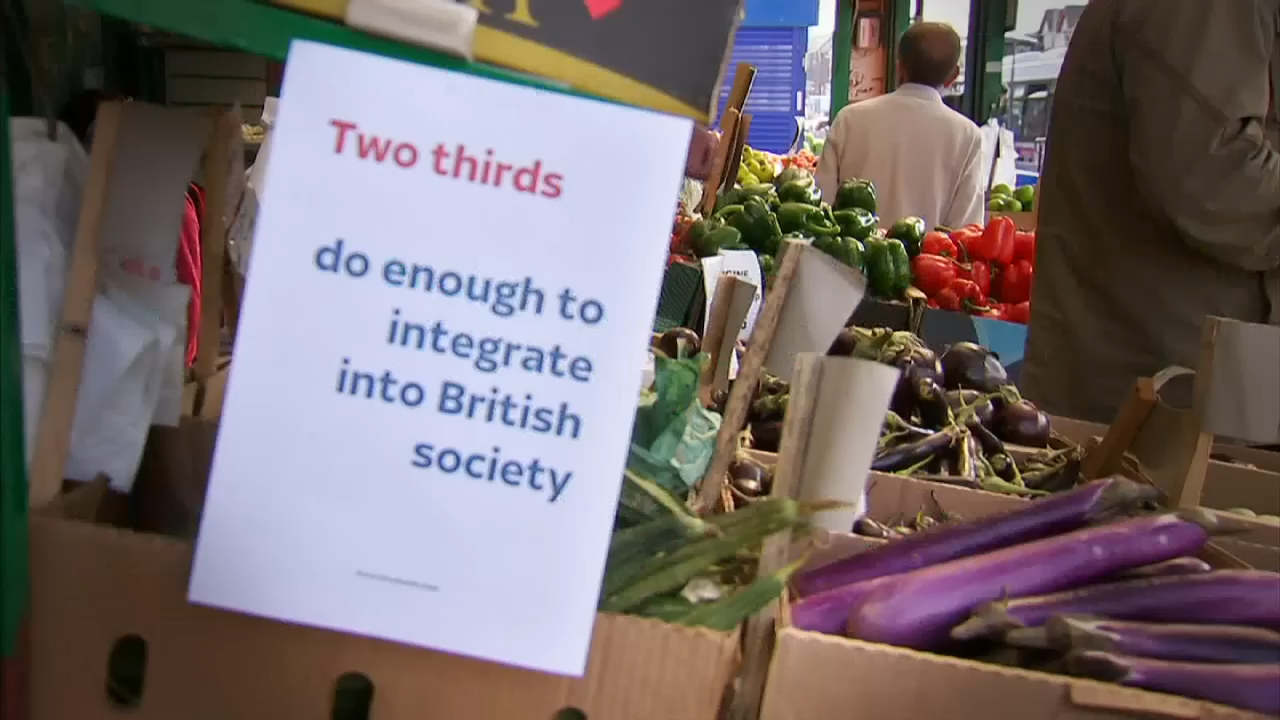 Two thirds
do enough to
integrate
into British
society